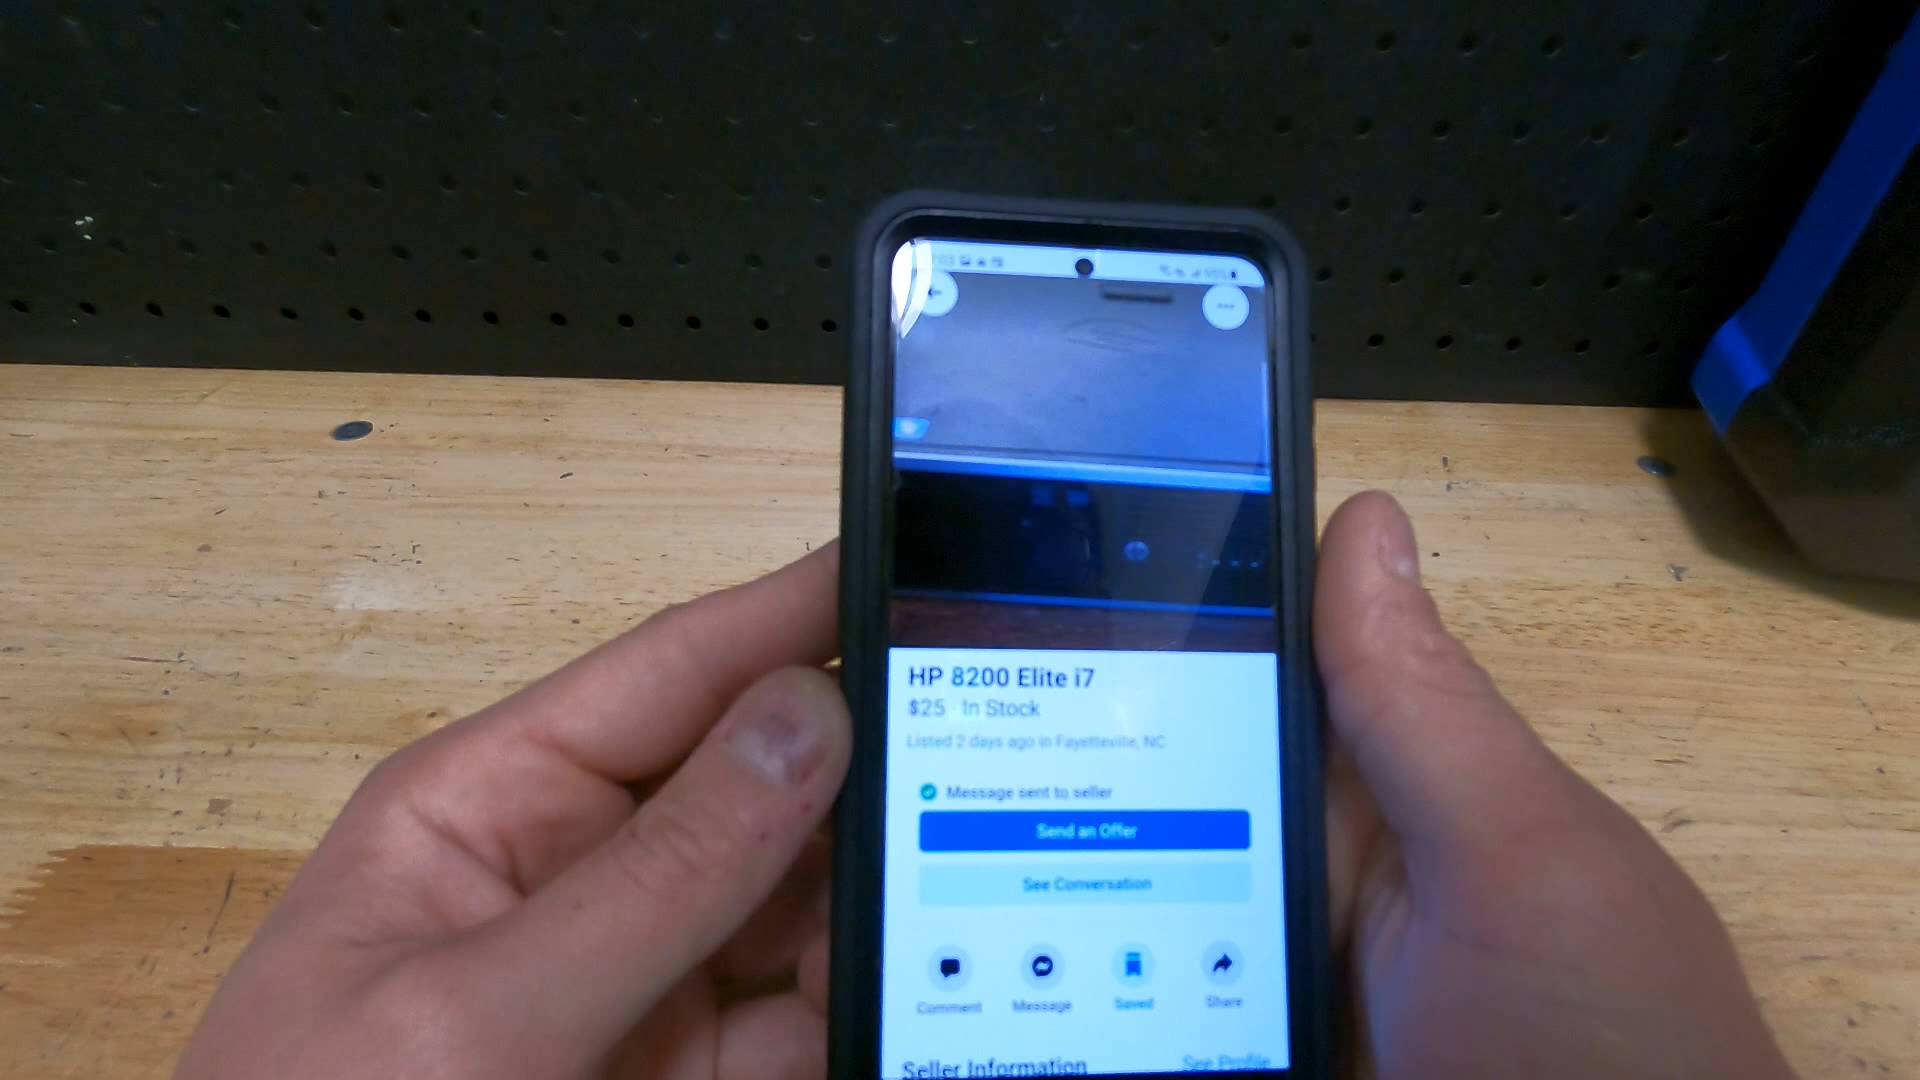 HP 8200 Elite i7
$25 · In Stock
Listed 2 days ago in Fayetteville, NC
Message sent to seller
Send an Offer
See Conversation
Comment Message Saved Share
Seller Information See Profile